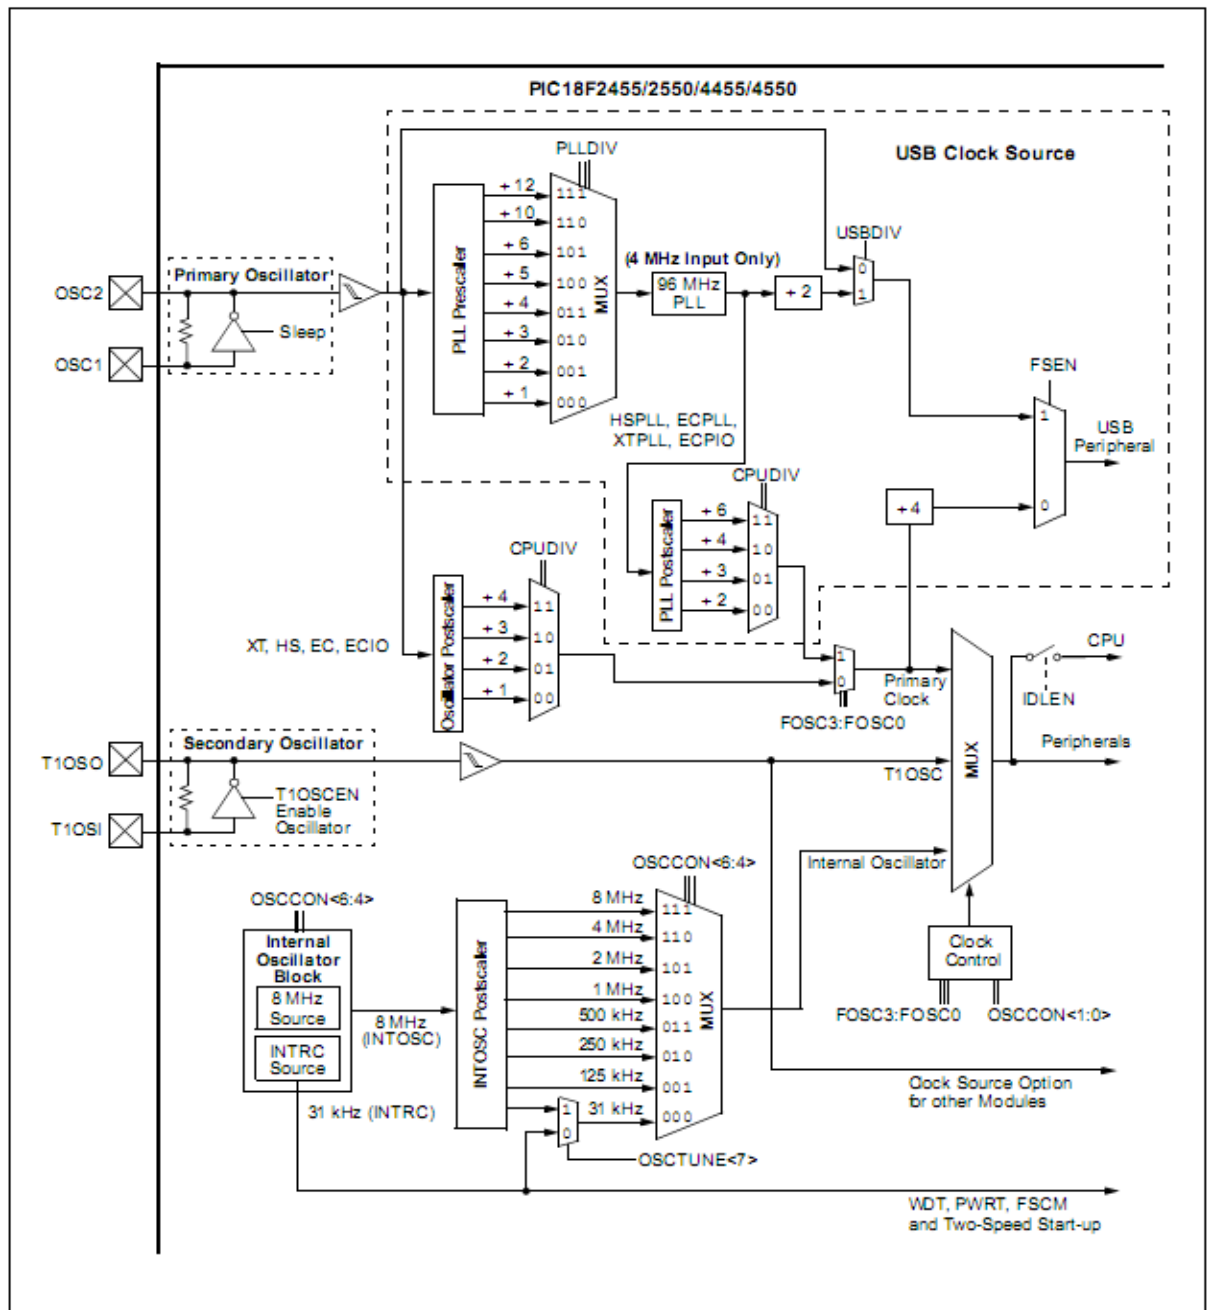 PIC18F2455/2550/4455/4550
USB Clock Source
PLLDIV
÷ 12
111
÷ 10
110
÷ 6
101
÷ 5
100
÷ 4
011
÷ 3
010
÷ 2
001
÷ 1
000
PLL Prescaler
MUX
USBDIV
0
1
(4 MHz Input Only)
96 MHz
PLL
÷ 2
Primary Oscillator
OSC2
OSC1
Sleep
FSEN
1
0
USB
Peripheral
HSPLL, ECPLL,
XTPLL, ECPIO
CPUDIV
÷ 6
11
÷ 4
10
÷ 3
01
÷ 2
00
PLL Postscaler
÷ 4
CPUDIV
÷ 4
11
÷ 3
10
÷ 2
01
÷ 1
00
Oscillator Postscaler
XT, HS, EC, ECIO
1
0
Primary
Clock
FOSC3:FOSC0
CPU
IDLEN
Peripherals
MUX
Secondary Oscillator
T1OSO
T1OSI
T1OSCEN
Enable
Oscillator
T1OSC
Internal Oscillator
OSCCON<6:4>
OSCCON<6:4>
Internal
Oscillator
Block
8 MHz
Source
INTRC
Source
8 MHz
(INTOSC)
31 kHz (INTRC)
INTOSC Postscaler
8 MHz
111
4 MHz
110
2 MHz
101
1 MHz
100
500 kHz
011
250 kHz
010
125 kHz
001
1
0
31 kHz
000
MUX
OSCTUNE<7>
Clock
Control
FOSC3:FOSC0
OSCCON<1:0>
Clock Source Option
for other Modules
WDT, PWRT, FSCM
and Two-Speed Start-up